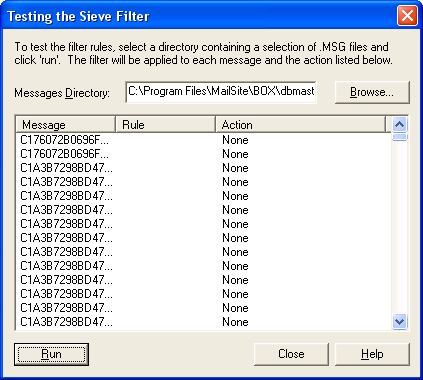 Testing the Sieve Filter
To test the filter rules, select a directory containing a selection of .MSG files and
click 'run'. The filter will be applied to each message and the action listed below.
Messages Directory: C:\Program Files\MailSite\BOX\dbmast Browse...
Message Rule Action
C176072B0696F... None
C176072B0696F... None
C1A3B7298BD47... None
C1A3B7298BD47... None
C1A3B7298BD47... None
C1A3B7298BD47... None
C1A3B7298BD47... None
C1A3B7298BD47... None
C1A3B7298BD47... None
C1A3B7298BD47... None
C1A3B7298BD47... None
C1A3B7298BD47... None
C1A3B7298BD47... None
C1A3B7298BD47... None
Run Close Help